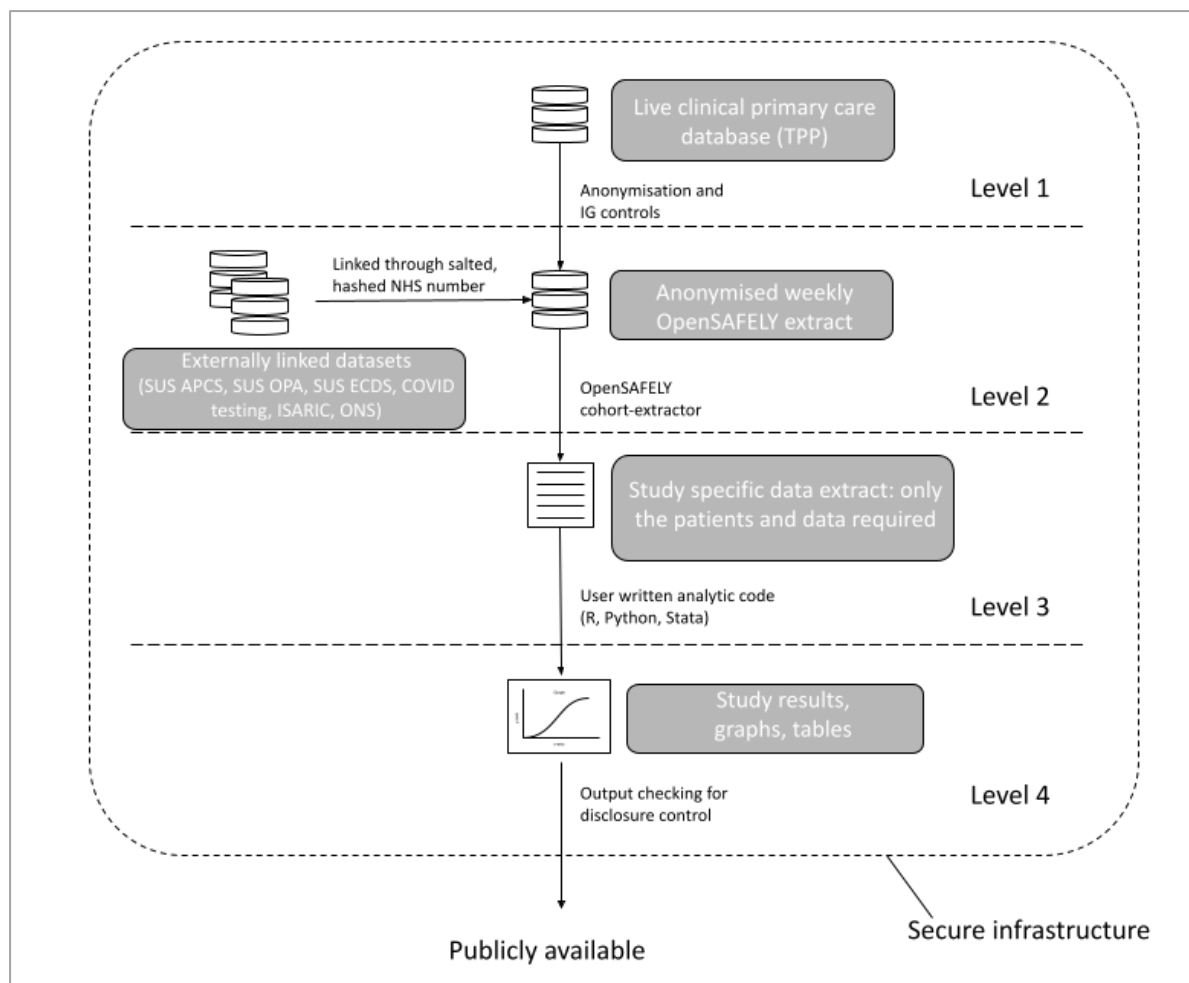 Live clinical primary care
database (TPP)
Anonymisation and
IG controls
Level 1
Linked through salted,
hashed NHS number
Anonymised weekly
OpenSAFELY extract
Externally linked datasets
(SUS APCS, SUS OPA, SUS ECDS, COVID
testing, ISARIC, ONS)
OpenSAFELY
cohort-extractor
Level 2
Study specific data extract: only
the patients and data required
User written analytic code
(R, Python, Stata)
Level 3
Study results,
graphs, tables
Output checking for
disclosure control
Level 4
Secure infrastructure
Publicly available